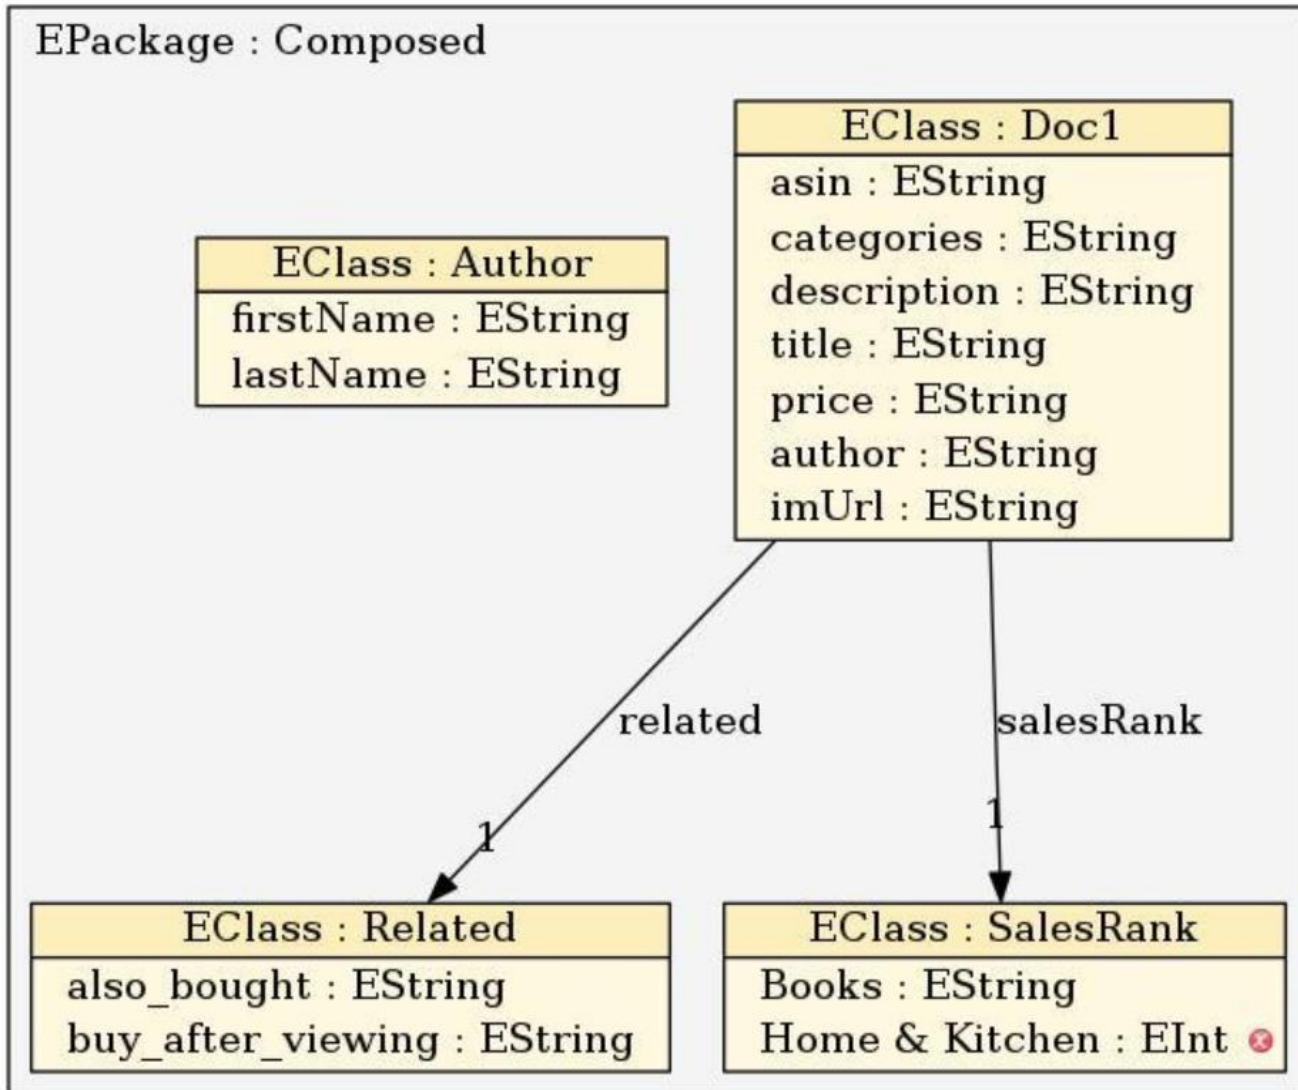 EPackage : Composed
EClass : Doc1
asin : EString
categories : EString
description : EString
title : EString
price : EString
author : EString
imUrl : EString
EClass : Author
firstName : EString
lastName : EString
related
salesRank
1
1
EClass : Related
also_bought : EString
buy_after_viewing : EString
EClass : SalesRank
Books : EString
Home & Kitchen : EInt